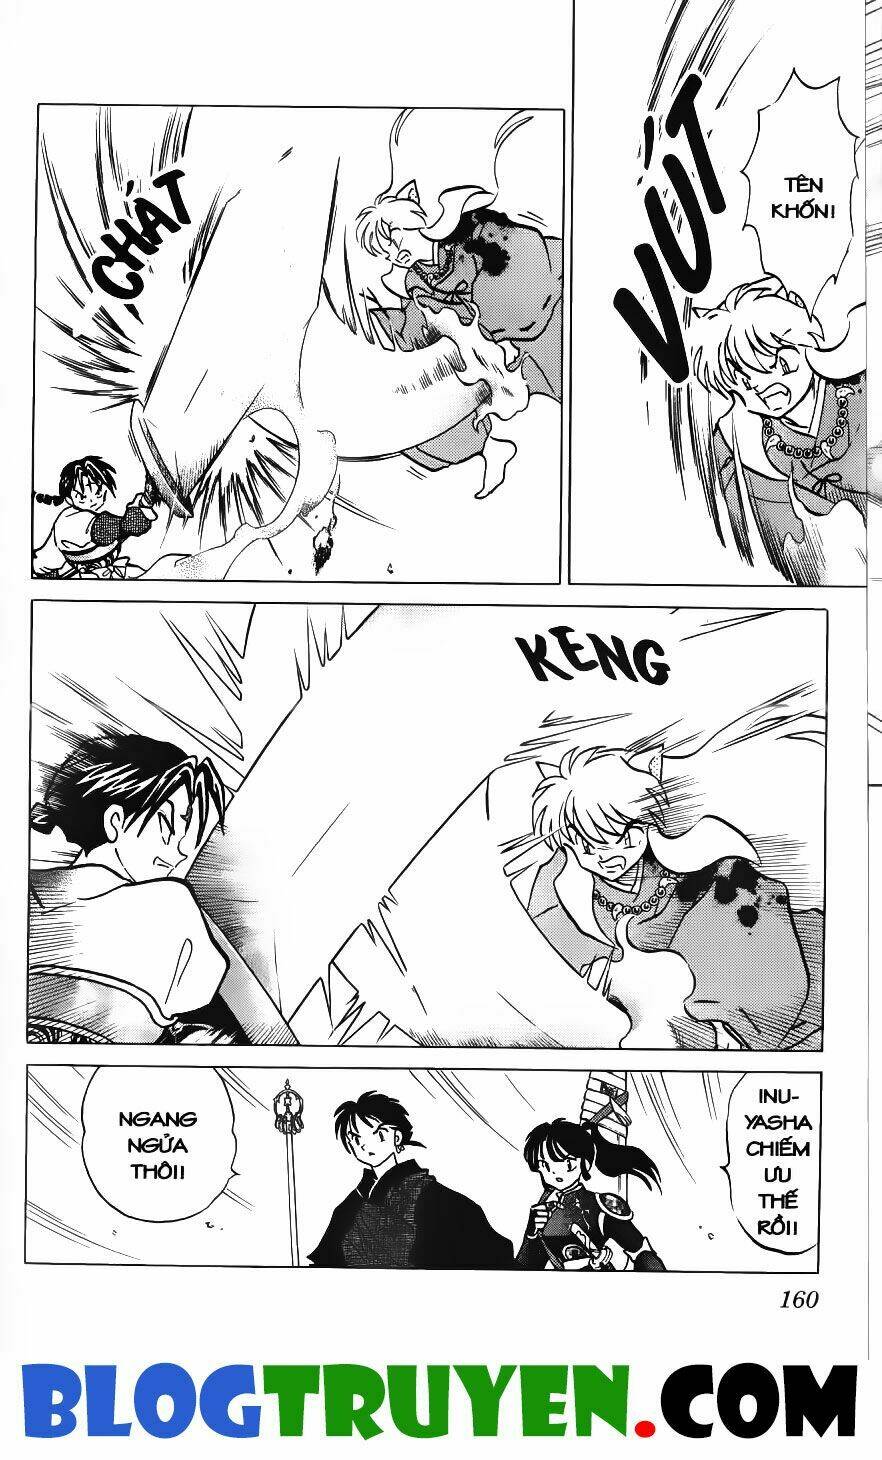 TÊN
KHỐN!
VÚT
CHÁT
KENG
INU-
YASHA
CHIẾM
ƯU
THẾ
RỒI!
NGANG
NGỬA
THÔI!
160
BLOGTRUYEN.COM